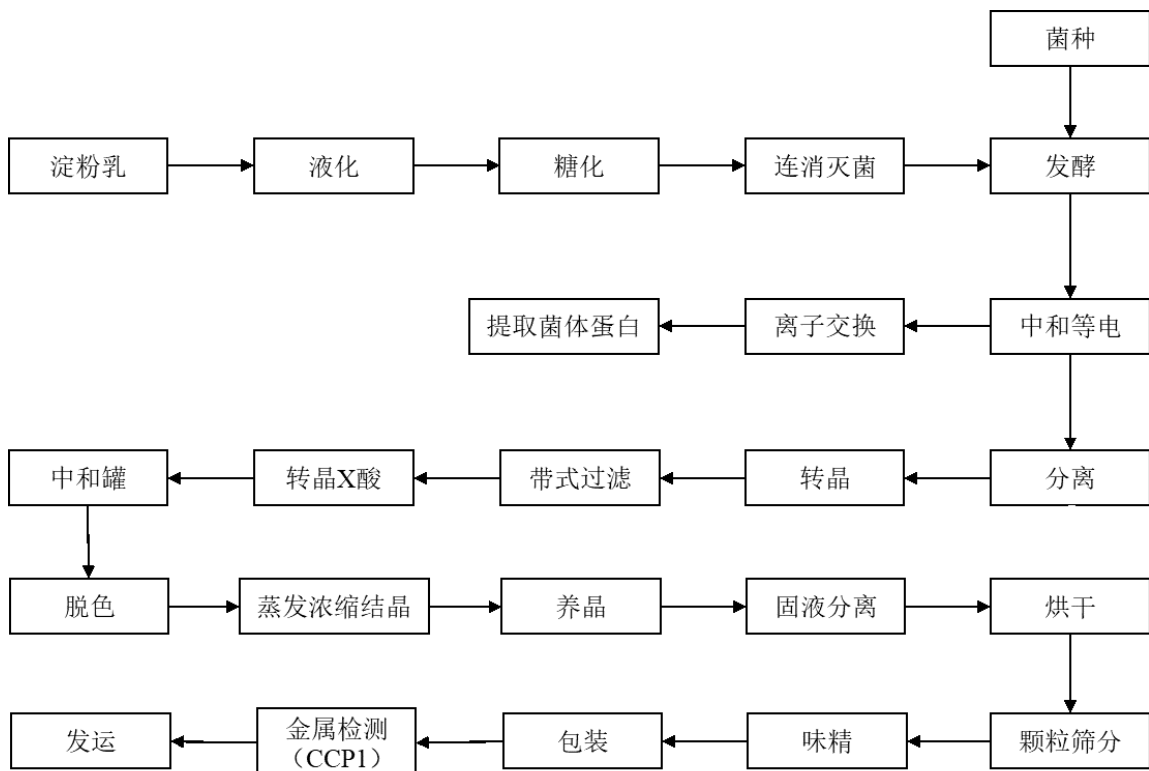 菌种
淀粉乳
液化
糖化
连消灭菌
发酵
提取菌体蛋白
离子交换
中和等电
中和罐
转晶X酸
带式过滤
转晶
分离
脱色
蒸发浓缩结晶
养晶
固液分离
烘干
发运
金属检测
（CCP1）
包装
味精
颗粒筛分